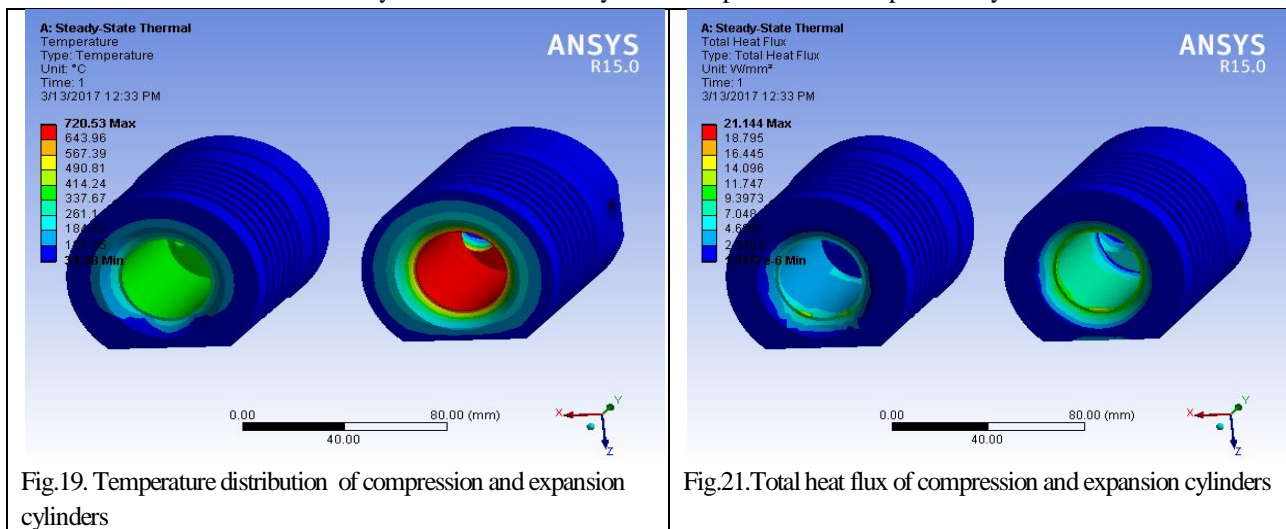 A: Steady-State Thermal
Temperature
Type: Temperature
Unit: °C
Time: 1
3/13/2017 12:33 PM
ANSYS
R15.0
720.53 Max
643.96
567.39
490.81
414.24
337.67
261.1
Min
0.00
80.00 (mm)
40.00
X
Y
Z
Fig.19. Temperature distribution of compression and expansion
cylinders
A: Steady-State Thermal
Total Heat Flux
Type: Total Heat Flux
Unit: W/mm²
Time: 1
3/13/2017 12:33 PM
ANSYS
R15.0
21.144 Max
18.795
16.445
14.096
11.747
9.3973
7.048
Min
0.00
80.00 (mm)
40.00
X
Y
Z
Fig.21.Total heat flux of compression and expansion cylinders